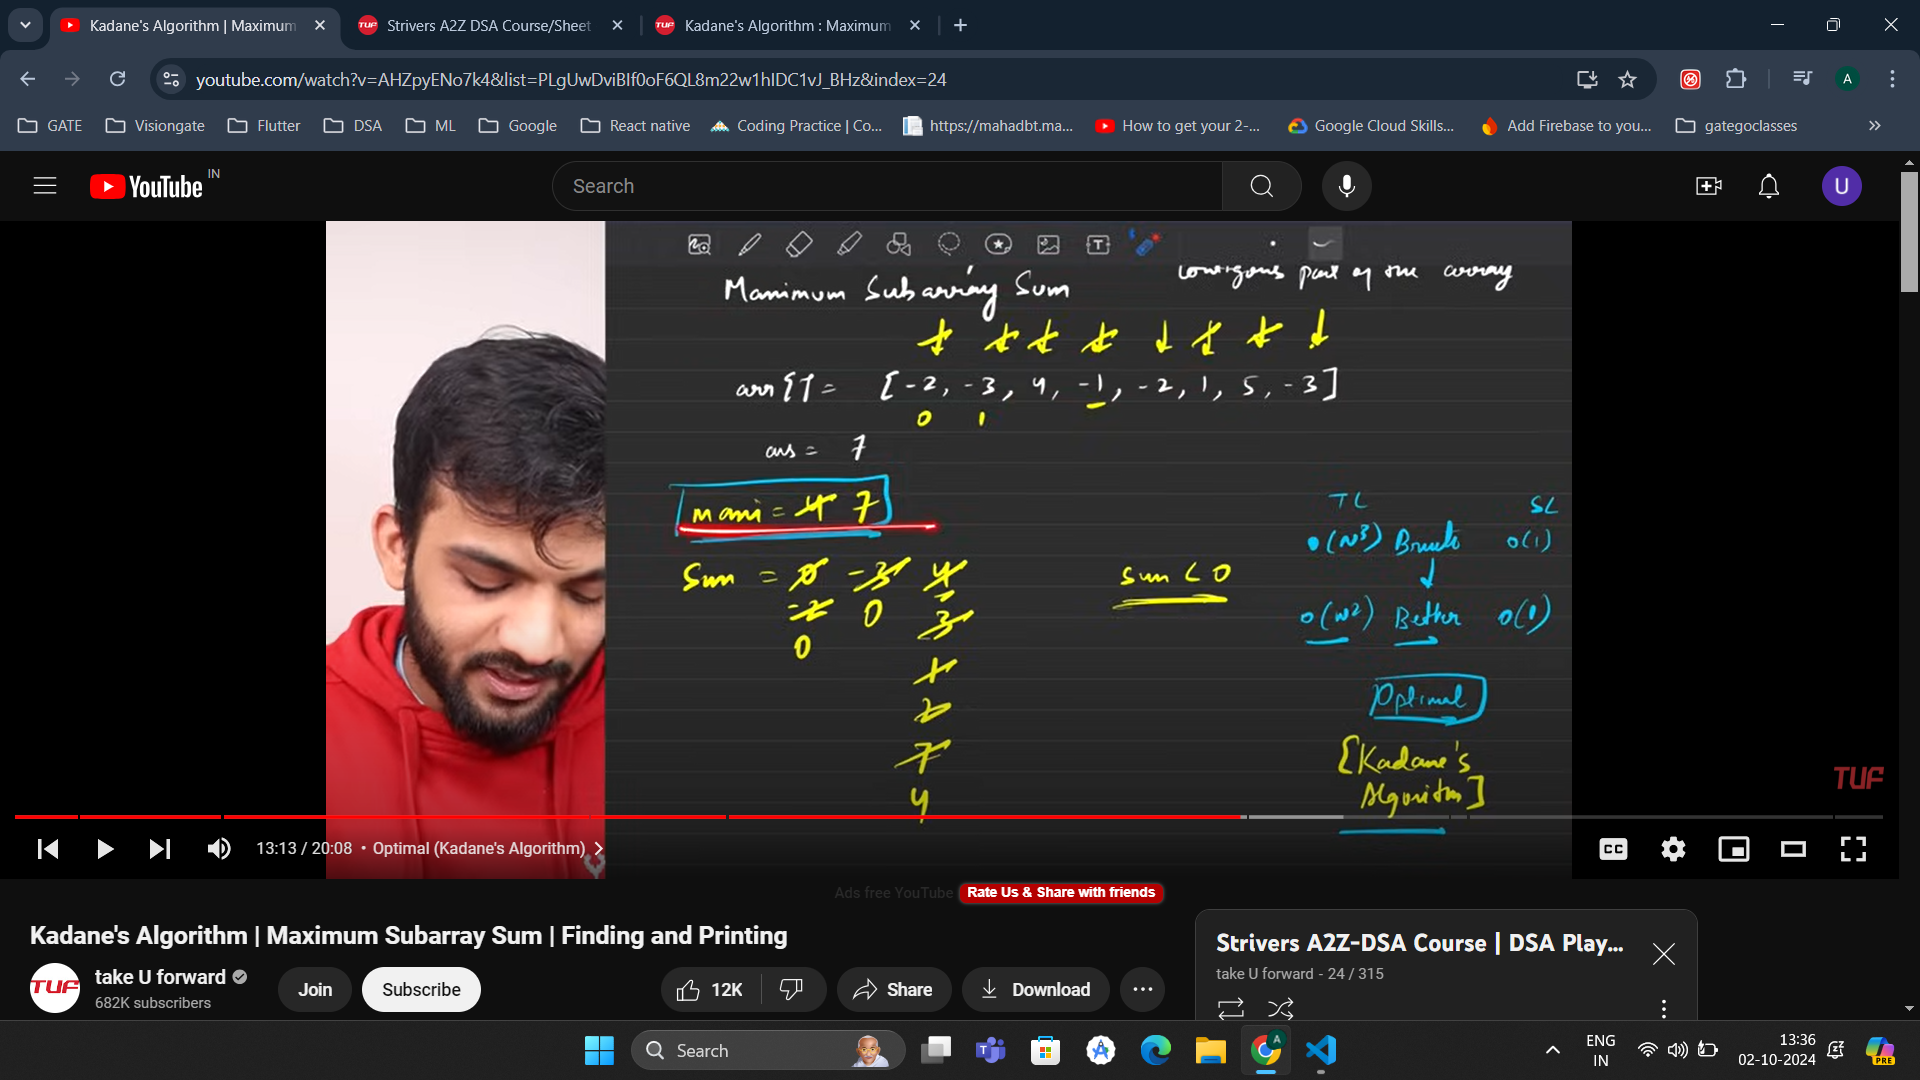 Kadane's Algorithm | Maximum
Strivers A2Z DSA Course/Sheet
Kadane's Algorithm : Maximum
youtube.com/watch?v=AHZpyENo7k4&list=PLgUwDviBIf0oF6QL8m22w1hIDC1vJ_BHz&index=24
A
GATE
Visiongate
Flutter
DSA
ML
Google
React native
Coding Practice | Co...
https://mahadbt.ma...
How to get your 2-...
Google Cloud Skills...
Add Firebase to you...
gategoclasses
YouTube IN
Search
U
Contigous part of the array
Maximum Subarray Sum
arr[] = [-2, -3, 4, -1, -2, 1, 5, -3]
0 1
ans = 7
maxi = 4 7
TC SC
O(N³) Brute O(1)
Sum = 0 -3 4
sum < 0
-2 0 3
O(N²) Better O(1)
0
1
2
Optimal
7
[Kadane's
Algorithm]
4
TUF
13:13 / 20:08 • Optimal (Kadane's Algorithm)
CC
Ads free YouTube
Rate Us & Share with friends
Kadane's Algorithm | Maximum Subarray Sum | Finding and Printing
TUF
take U forward
682K subscribers
Join
Subscribe
12K
Share
Download
Strivers A2Z-DSA Course | DSA Play...
take U forward - 24 / 315
Search
ENG
IN
13:36
02-10-2024
PRE